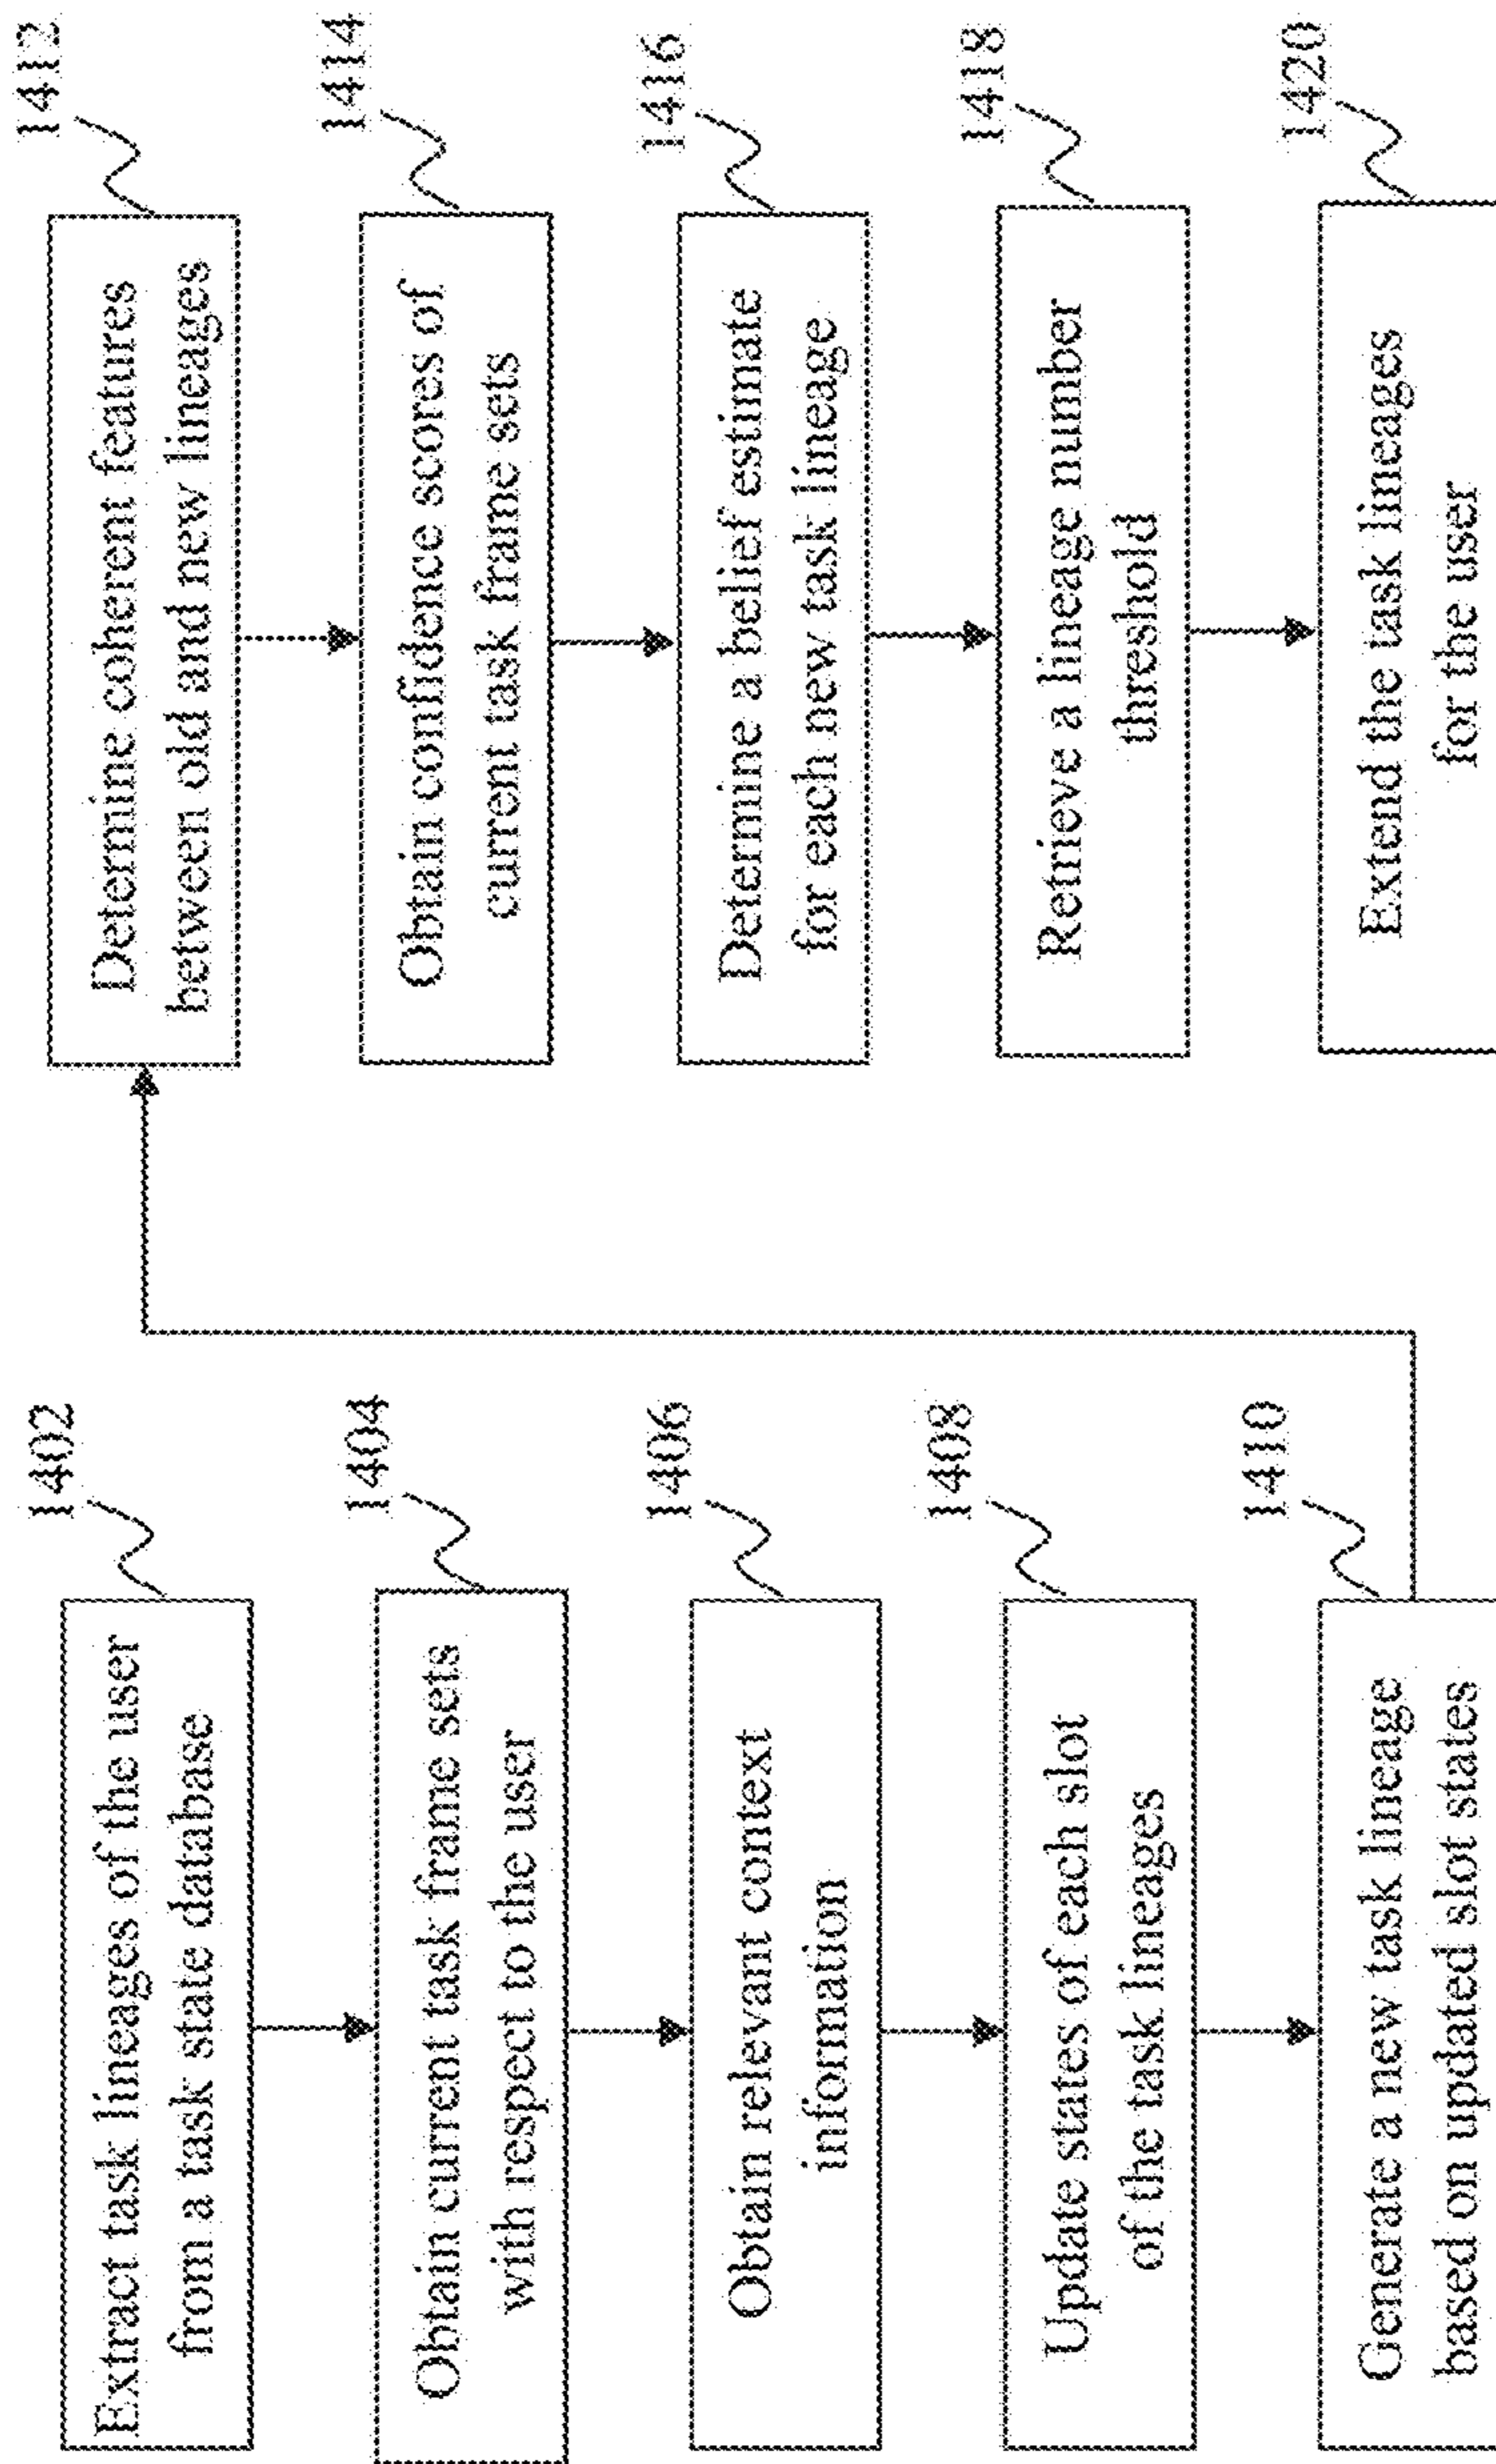 1402
Extract task lineages of the user
from a task state database
1404
Obtain current task frame sets
with respect to the user
1406
Obtain relevant context
information
1408
Update states of each slot
of the task lineages
1410
Generate a new task lineage
based on updated slot states
1412
Determine coherent features
between old and new lineages
1414
Obtain confidence scores of
current task frame sets
1416
Determine a belief estimate
for each new task lineage
1418
Retrieve a lineage number
threshold
1420
Extend the task lineages
for the user